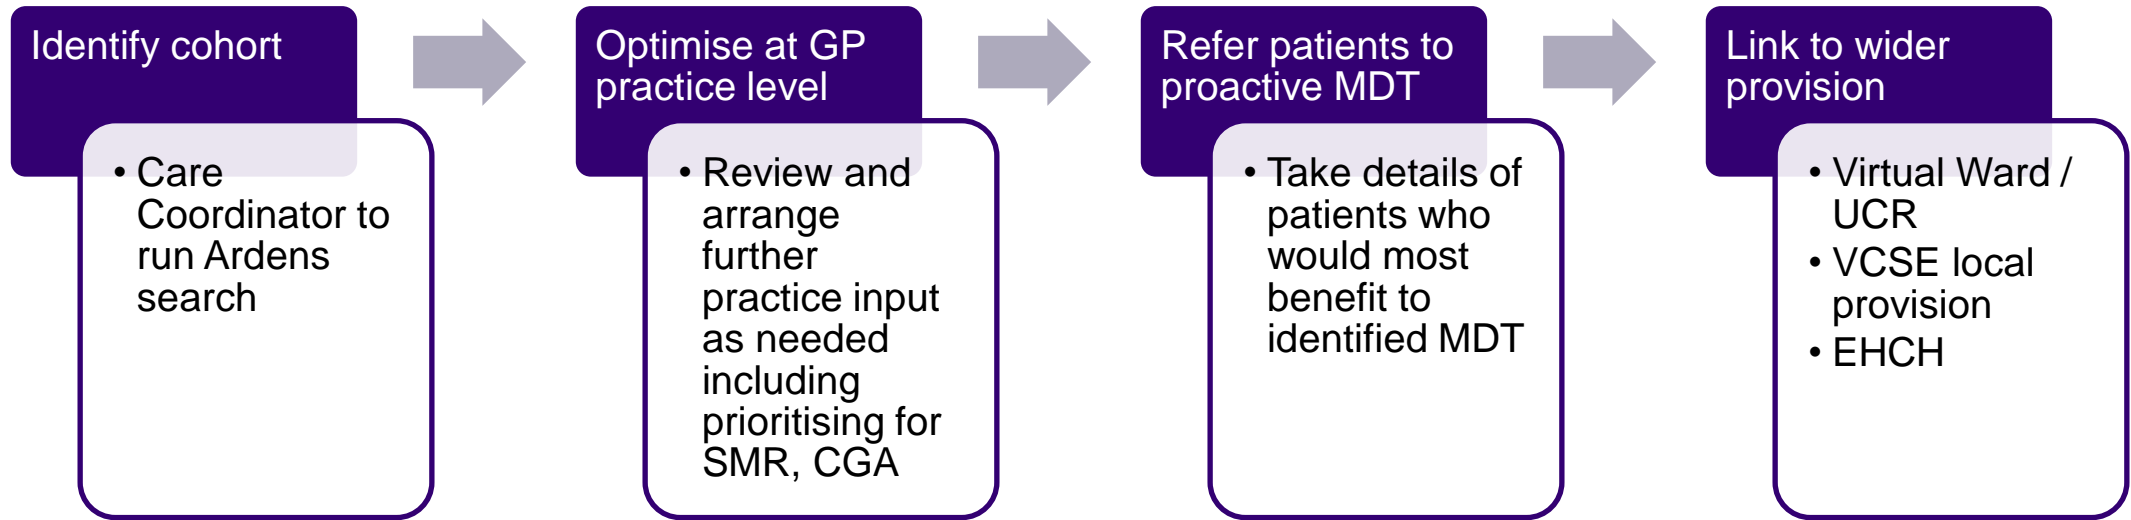 Identify cohort
• Care
Coordinator to
run Ardens
search
Optimise at GP
practice level
• Review and
arrange
further
practice input
as needed
including
prioritising for
SMR, CGA
Refer patients to
proactive MDT
• Take details of
patients who
would most
benefit to
identified MDT
Link to wider
provision
• Virtual Ward /
UCR
• VCSE local
provision
• EHCH